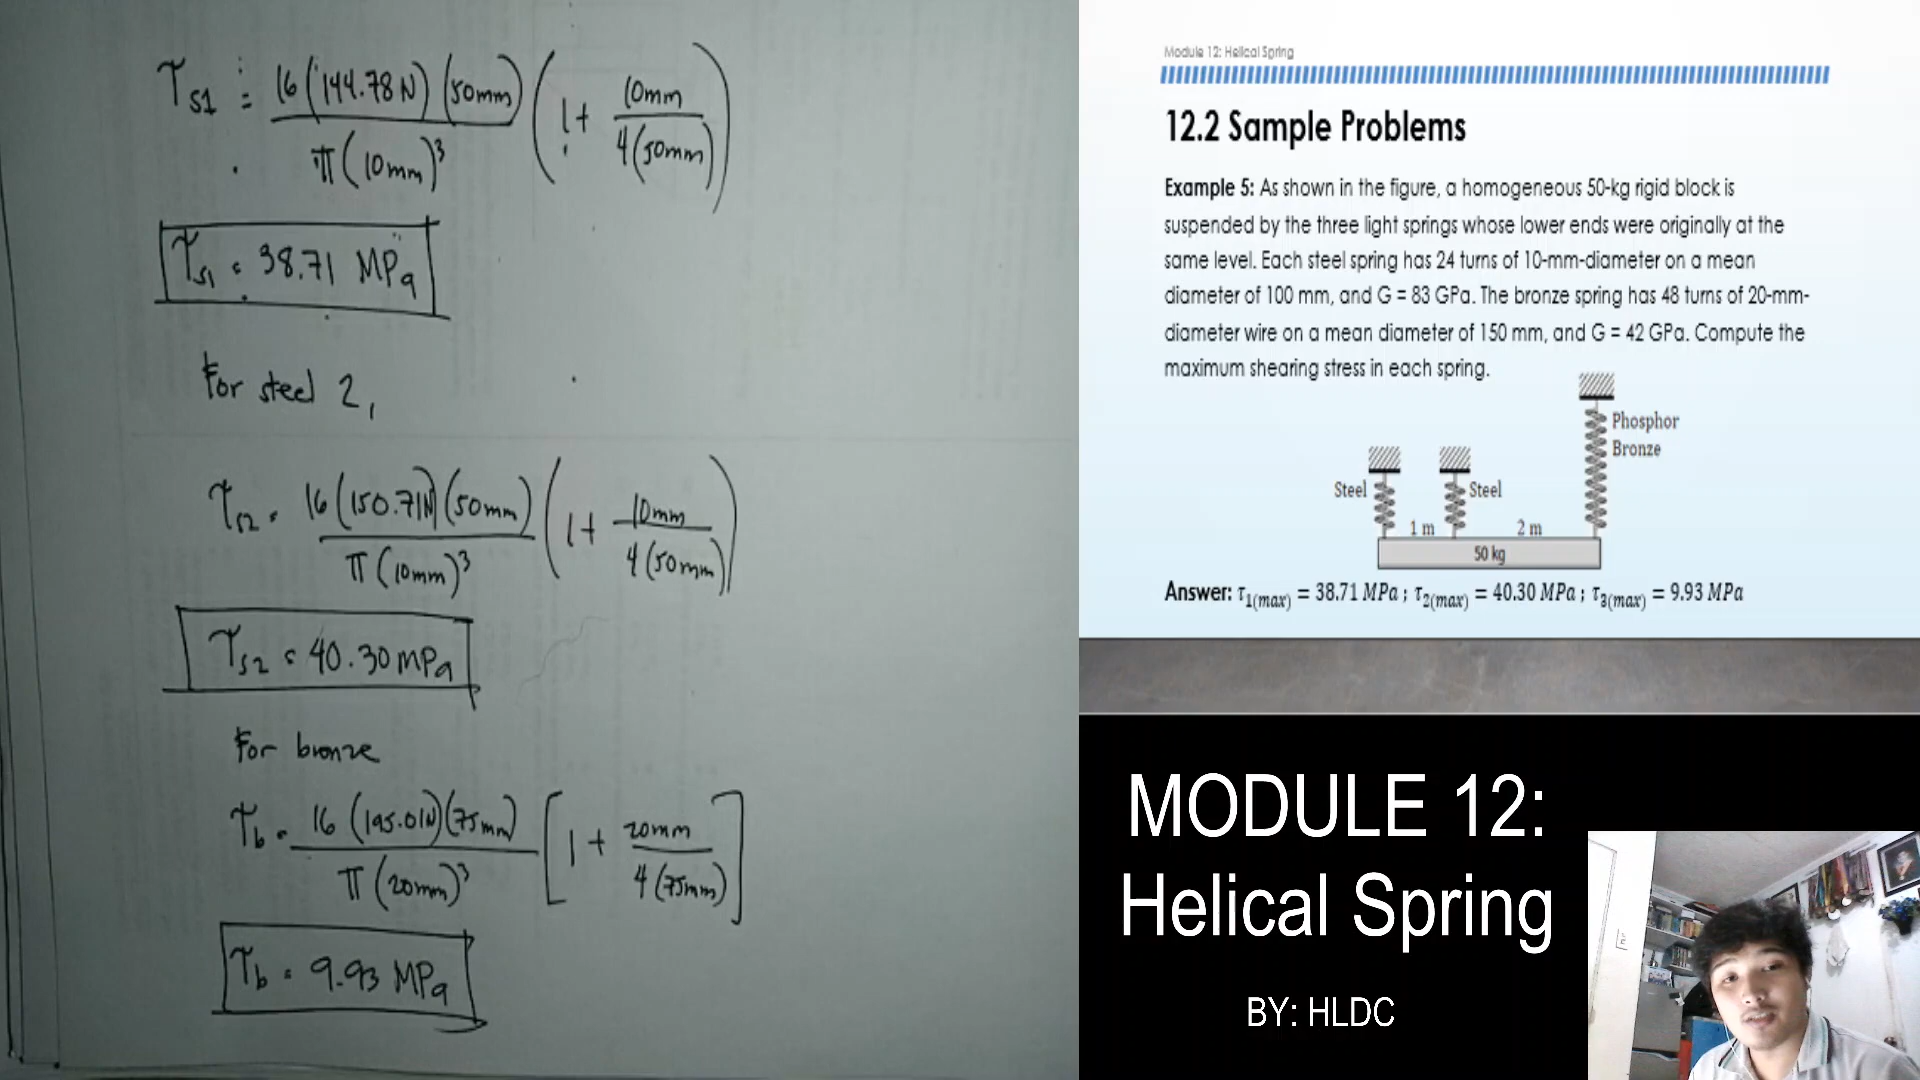 τs1 = 16(144.78N)(50mm) / π(10mm)³ (1 + 10mm / 4(50mm))
τs1 = 38.71 MPa
For steel 2,
τs2 = 16(150.71N)(50mm) / π(10mm)³ (1 + 10mm / 4(50mm))
τs2 = 40.30 MPa
For bronze
τb = 16(195.01N)(75mm) / π(20mm)³ [1 + 20mm / 4(75mm)]
τb = 9.93 MPa
Module 12: Helical Spring
12.2 Sample Problems
Example 5: As shown in the figure, a homogeneous 50-kg rigid block is
suspended by the three light springs whose lower ends were originally at the
same level. Each steel spring has 24 turns of 10-mm-diameter on a mean
diameter of 100 mm, and G = 83 GPa. The bronze spring has 48 turns of 20-mm-
diameter wire on a mean diameter of 150 mm, and G = 42 GPa. Compute the
maximum shearing stress in each spring.
Phosphor
Bronze
Steel
Steel
1 m
2 m
50 kg
Answer: τ1(max) = 38.71 MPa ; τ2(max) = 40.30 MPa ; τ3(max) = 9.93 MPa
MODULE 12:
Helical Spring
BY: HLDC